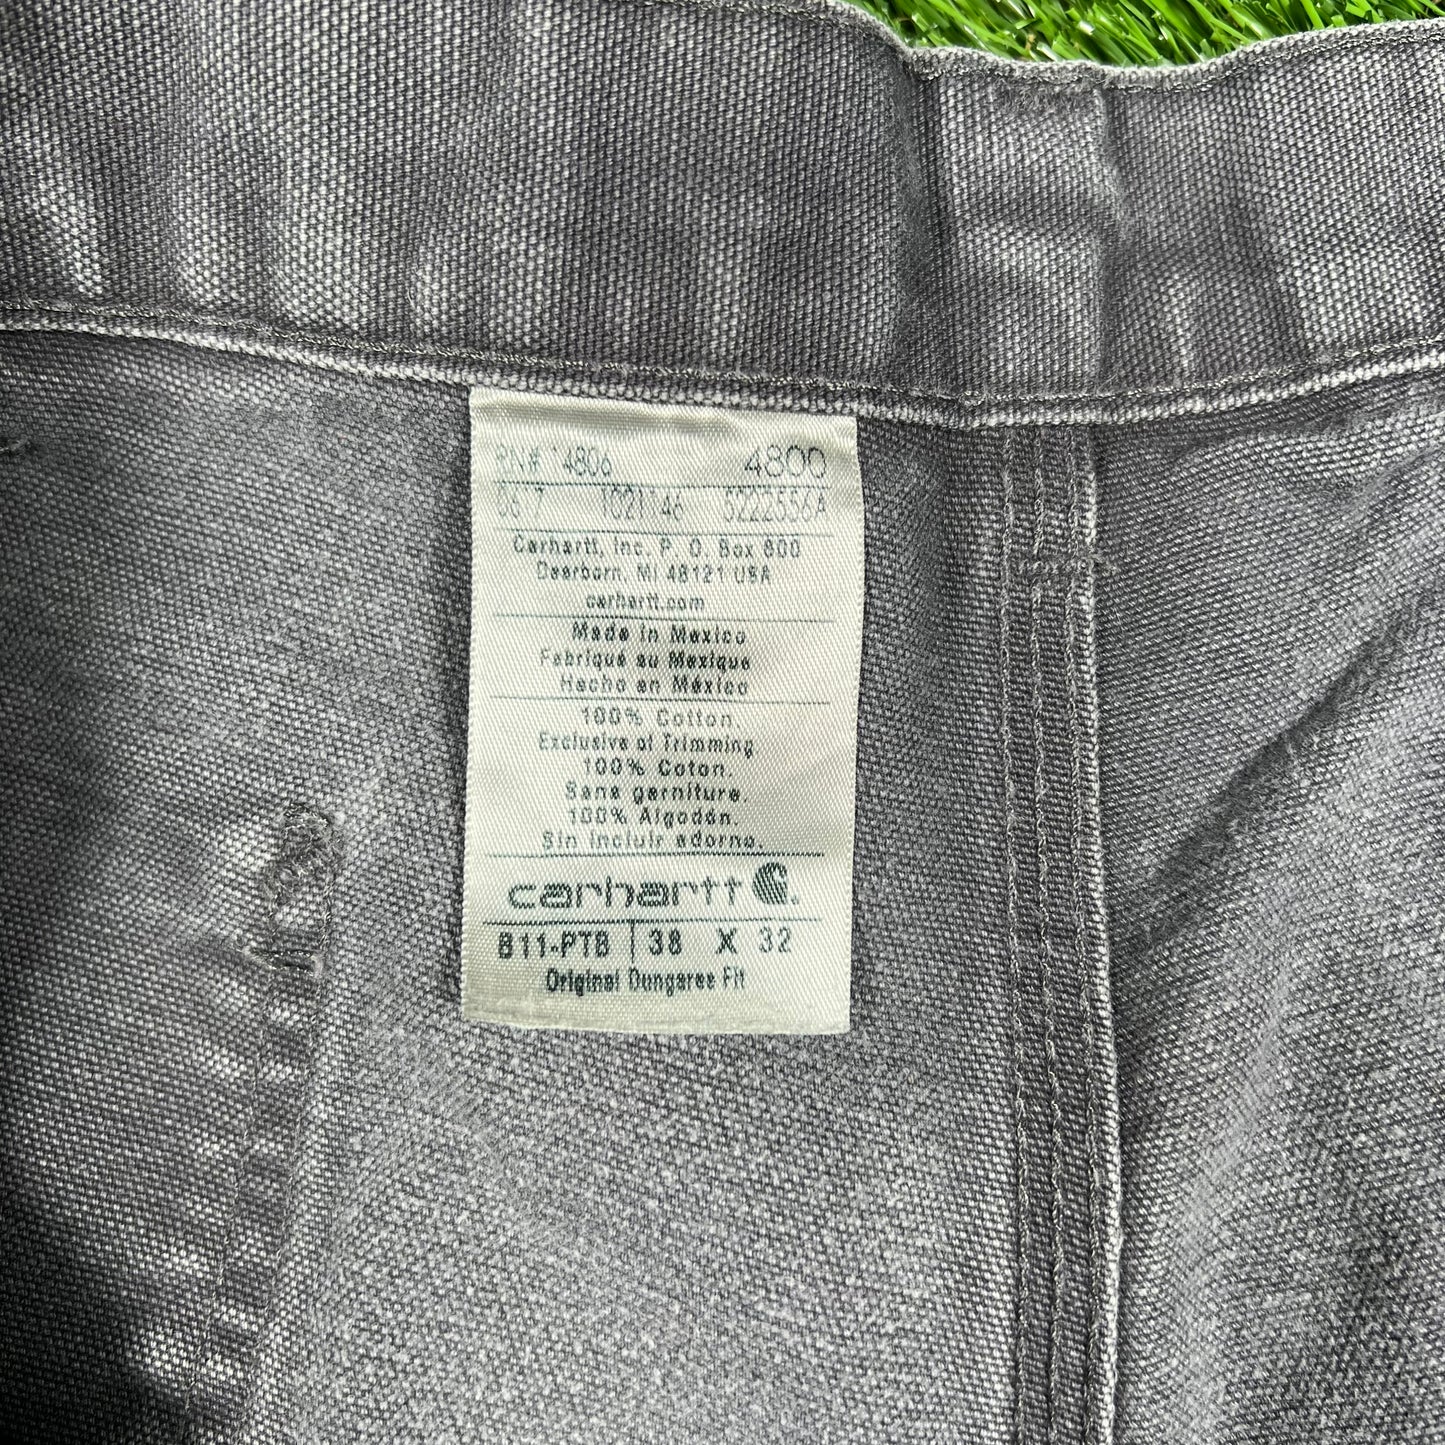 RN# 14806 4800
06 7 1021146 5222556A
Carhartt, Inc. P. O. Box 600
Dearborn, MI 48121 USA
carhartt.com
Made in Mexico
Fabriqué au Mexique
Hecho en México
100% Cotton.
Exclusive of Trimming
100% Coton.
Sans garniture.
100% Algodón.
Sin incluir adorno.
carhartt
B11-PTB 38 X 32
Original Dungaree Fit